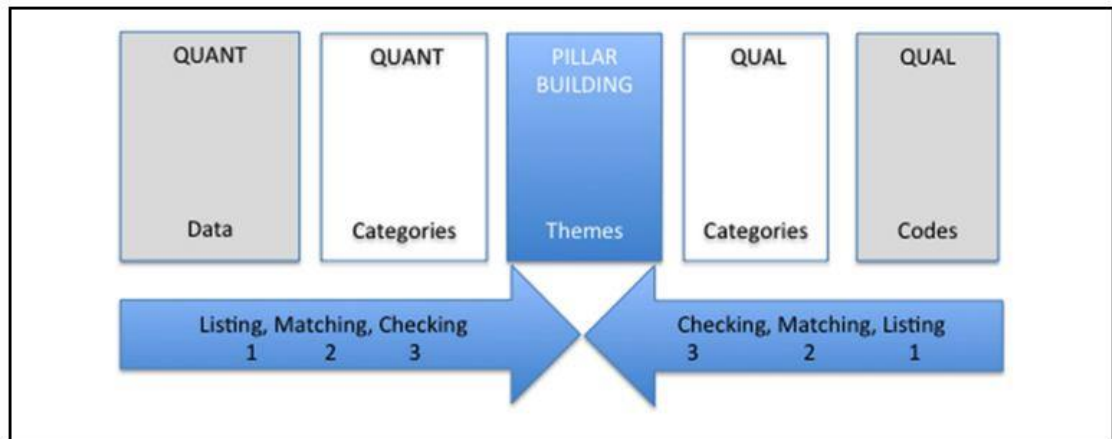 QUANT
Data
QUANT
Categories
PILLAR
BUILDING
Themes
QUAL
Categories
QUAL
Codes
Listing, Matching, Checking
1 2 3
Checking, Matching, Listing
3 2 1